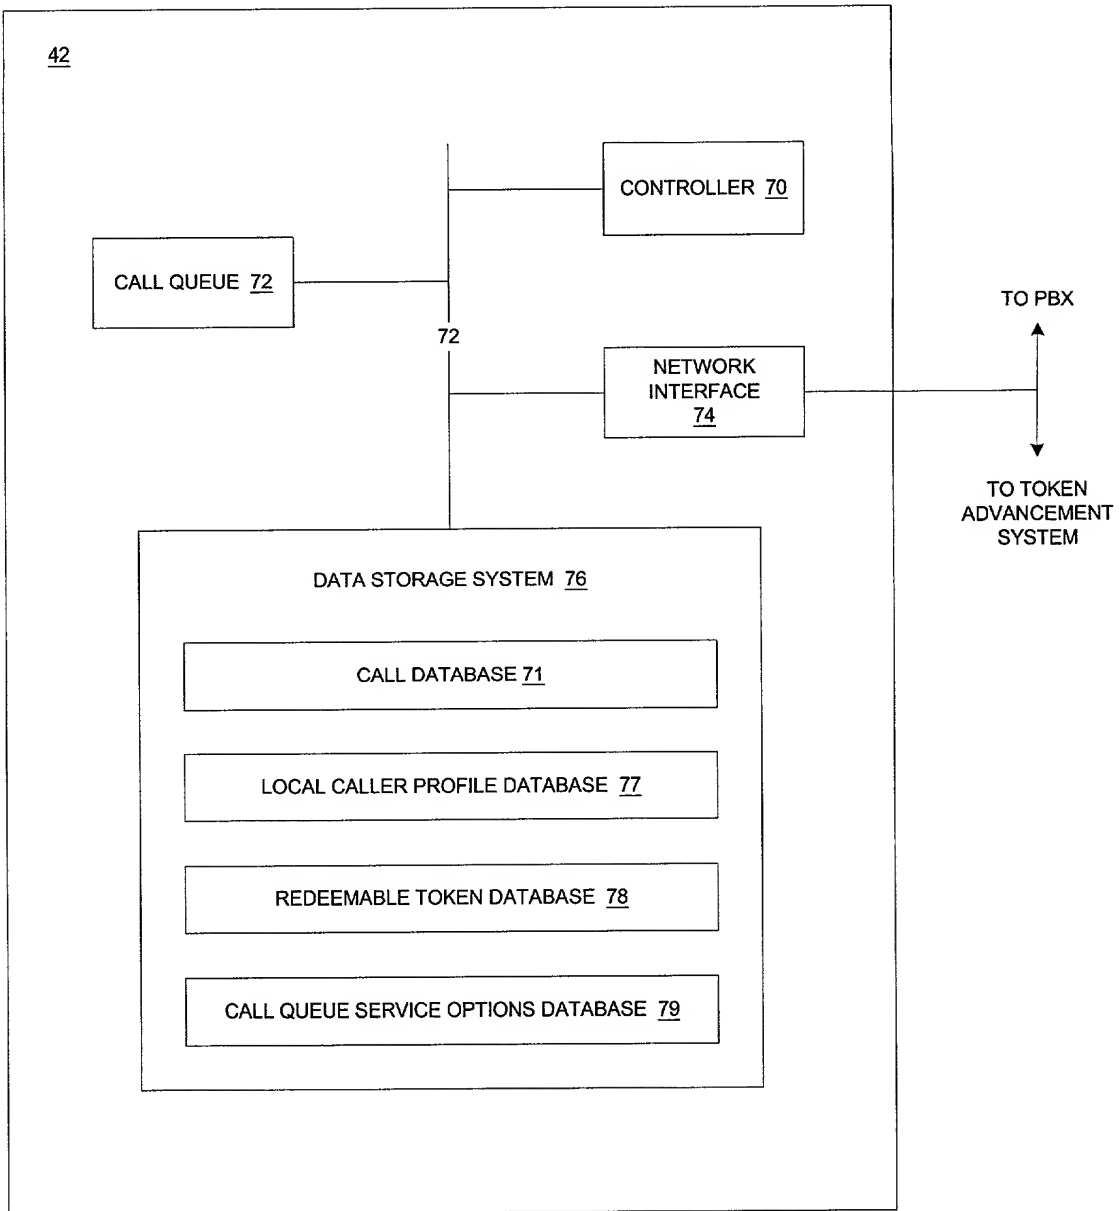 42
CONTROLLER 70
CALL QUEUE 72
TO PBX
72
NETWORK
INTERFACE
74
TO TOKEN
ADVANCEMENT
SYSTEM
DATA STORAGE SYSTEM 76
CALL DATABASE 71
LOCAL CALLER PROFILE DATABASE 77
REDEEMABLE TOKEN DATABASE 78
CALL QUEUE SERVICE OPTIONS DATABASE 79